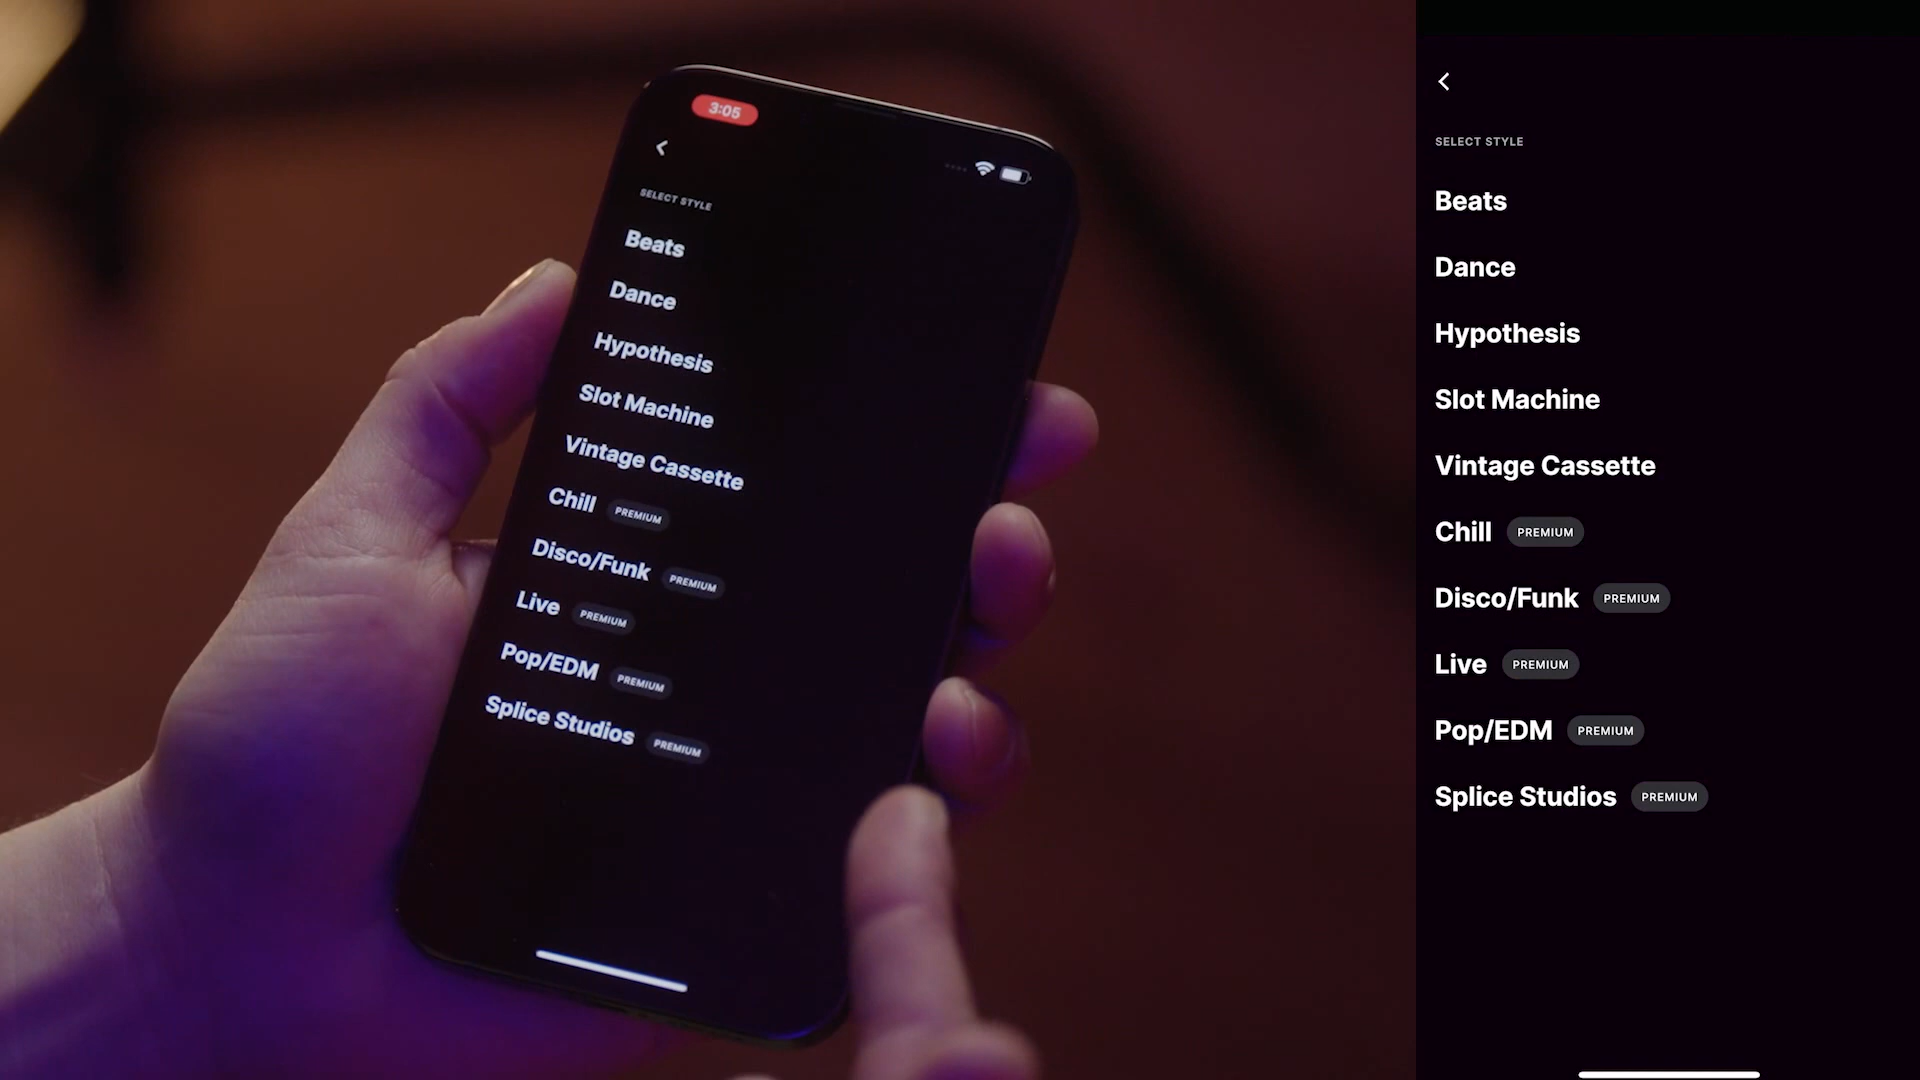 3:05
SELECT STYLE
Beats
Dance
Hypothesis
Slot Machine
Vintage Cassette
Chill PREMIUM
Disco/Funk PREMIUM
Live PREMIUM
Pop/EDM PREMIUM
Splice Studios PREMIUM
SELECT STYLE
Beats
Dance
Hypothesis
Slot Machine
Vintage Cassette
Chill PREMIUM
Disco/Funk PREMIUM
Live PREMIUM
Pop/EDM PREMIUM
Splice Studios PREMIUM